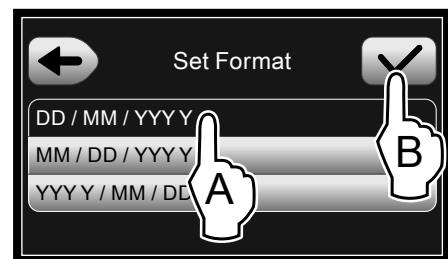 Set Format
DD / MM / YYYY
MM / DD / YYYY
YYYY / MM / DD
A
B